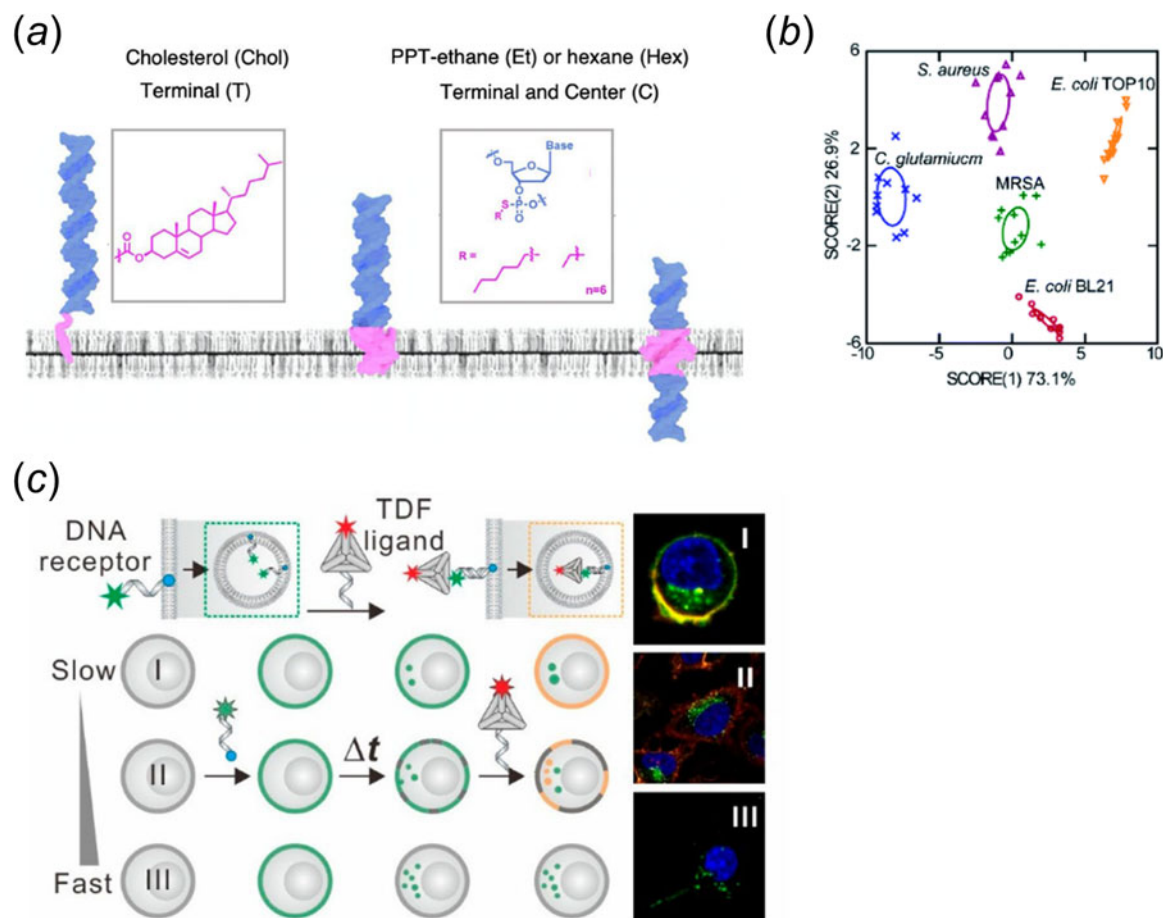 (a)
Cholesterol (Chol)
Terminal (T)
PPT-ethane (Et) or hexane (Hex)
Terminal and Center (C)
O
O
Base
O
O
O
S-P-O
R
O
R =
n=6
(b)
SCORE(2) 26.9%
6
2
-2
-6
S. aureus
E. coli TOP10
C. glutamiucm
MRSA
E. coli BL21
-10
-5
0
5
10
SCORE(1) 73.1%
(c)
DNA
receptor
TDF
ligand
Slow
I
II
Δt
III
Fast
I
II
III